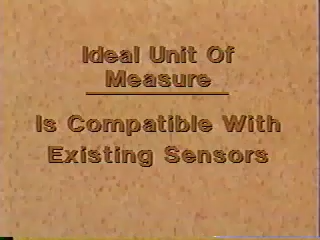 Ideal Unit Of
Measure
Is Compatible With
Existing Sensors